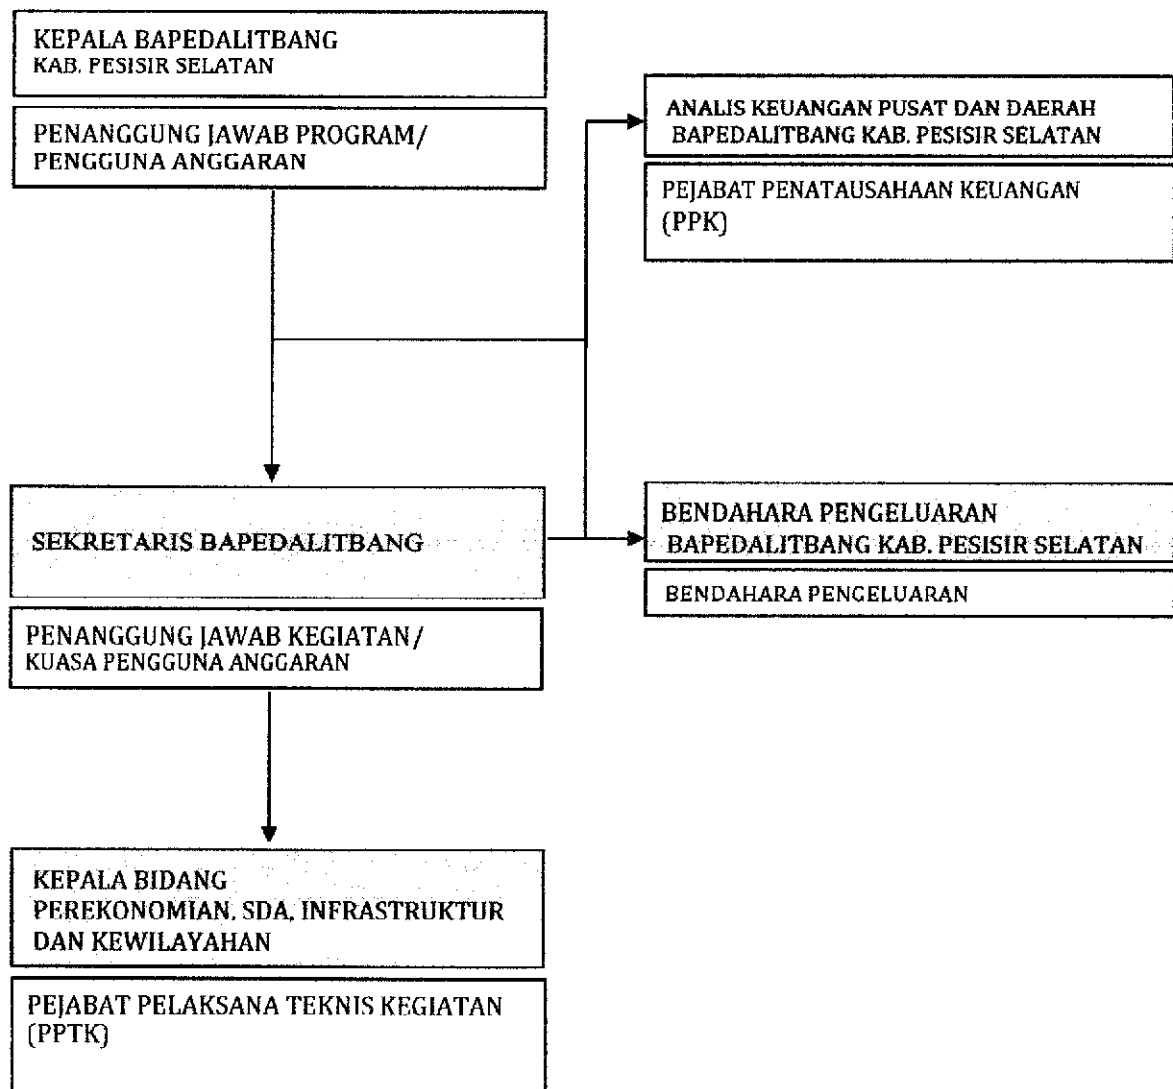 KEPALA BAPEDALITBANG
KAB. PESISIR SELATAN
PENANGGUNG JAWAB PROGRAM/
PENGGUNA ANGGARAN
ANALIS KEUANGAN PUSAT DAN DAERAH
BAPEDALITBANG KAB. PESISIR SELATAN
PEJABAT PENATAUSAHAAN KEUANGAN
(PPK)
SEKRETARIS BAPEDALITBANG
PENANGGUNG JAWAB KEGIATAN/
KUASA PENGGUNA ANGGARAN
BENDAHARA PENGELUARAN
BAPEDALITBANG KAB. PESISIR SELATAN
BENDAHARA PENGELUARAN
KEPALA BIDANG
PEREKONOMIAN, SDA, INFRASTRUKTUR
DAN KEWILAYAHAN
PEJABAT PELAKSANA TEKNIS KEGIATAN
(PPTK)